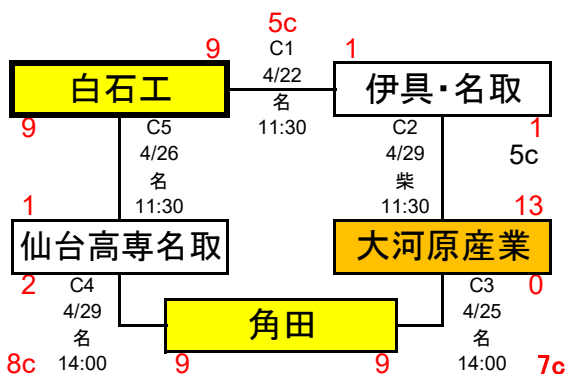 5c
9 C1 1
白石工 4/22 伊具・名取
名
11:30
9 C5 C2 1
4/26 4/29 5c
名 柴
1 11:30 11:30 13
仙台高専名取 大河原産業
2 C4 C3 0
4/29 角田 4/25
名 名
8c 14:00 9 9 14:00 7c